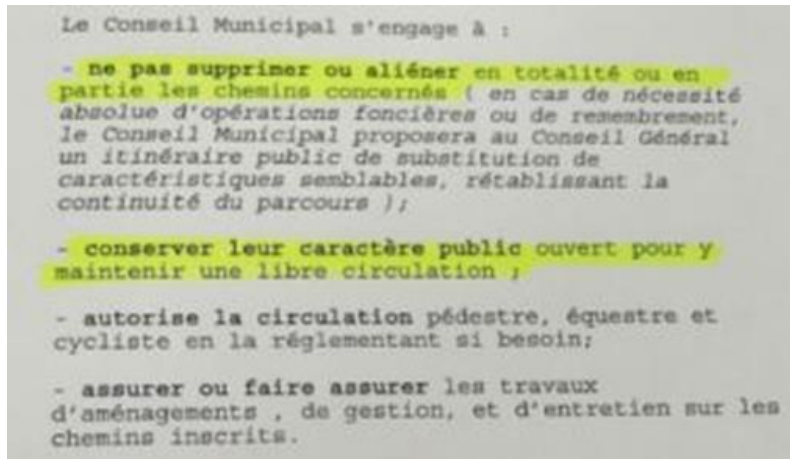 Le Conseil Municipal s'engage à :
- ne pas supprimer ou aliéner en totalité ou en
partie les chemins concernés ( en cas de nécessité
absolue d'opérations foncières ou de remembrement,
le Conseil Municipal proposera au Conseil Général
un itinéraire public de substitution de
caractéristiques semblables, rétablissant la
continuité du parcours );
- conserver leur caractère public ouvert pour y
maintenir une libre circulation ;
- autorise la circulation pédestre, équestre et
cycliste en la réglementant si besoin;
- assurer ou faire assurer les travaux
d'aménagements , de gestion, et d'entretien sur les
chemins inscrits.